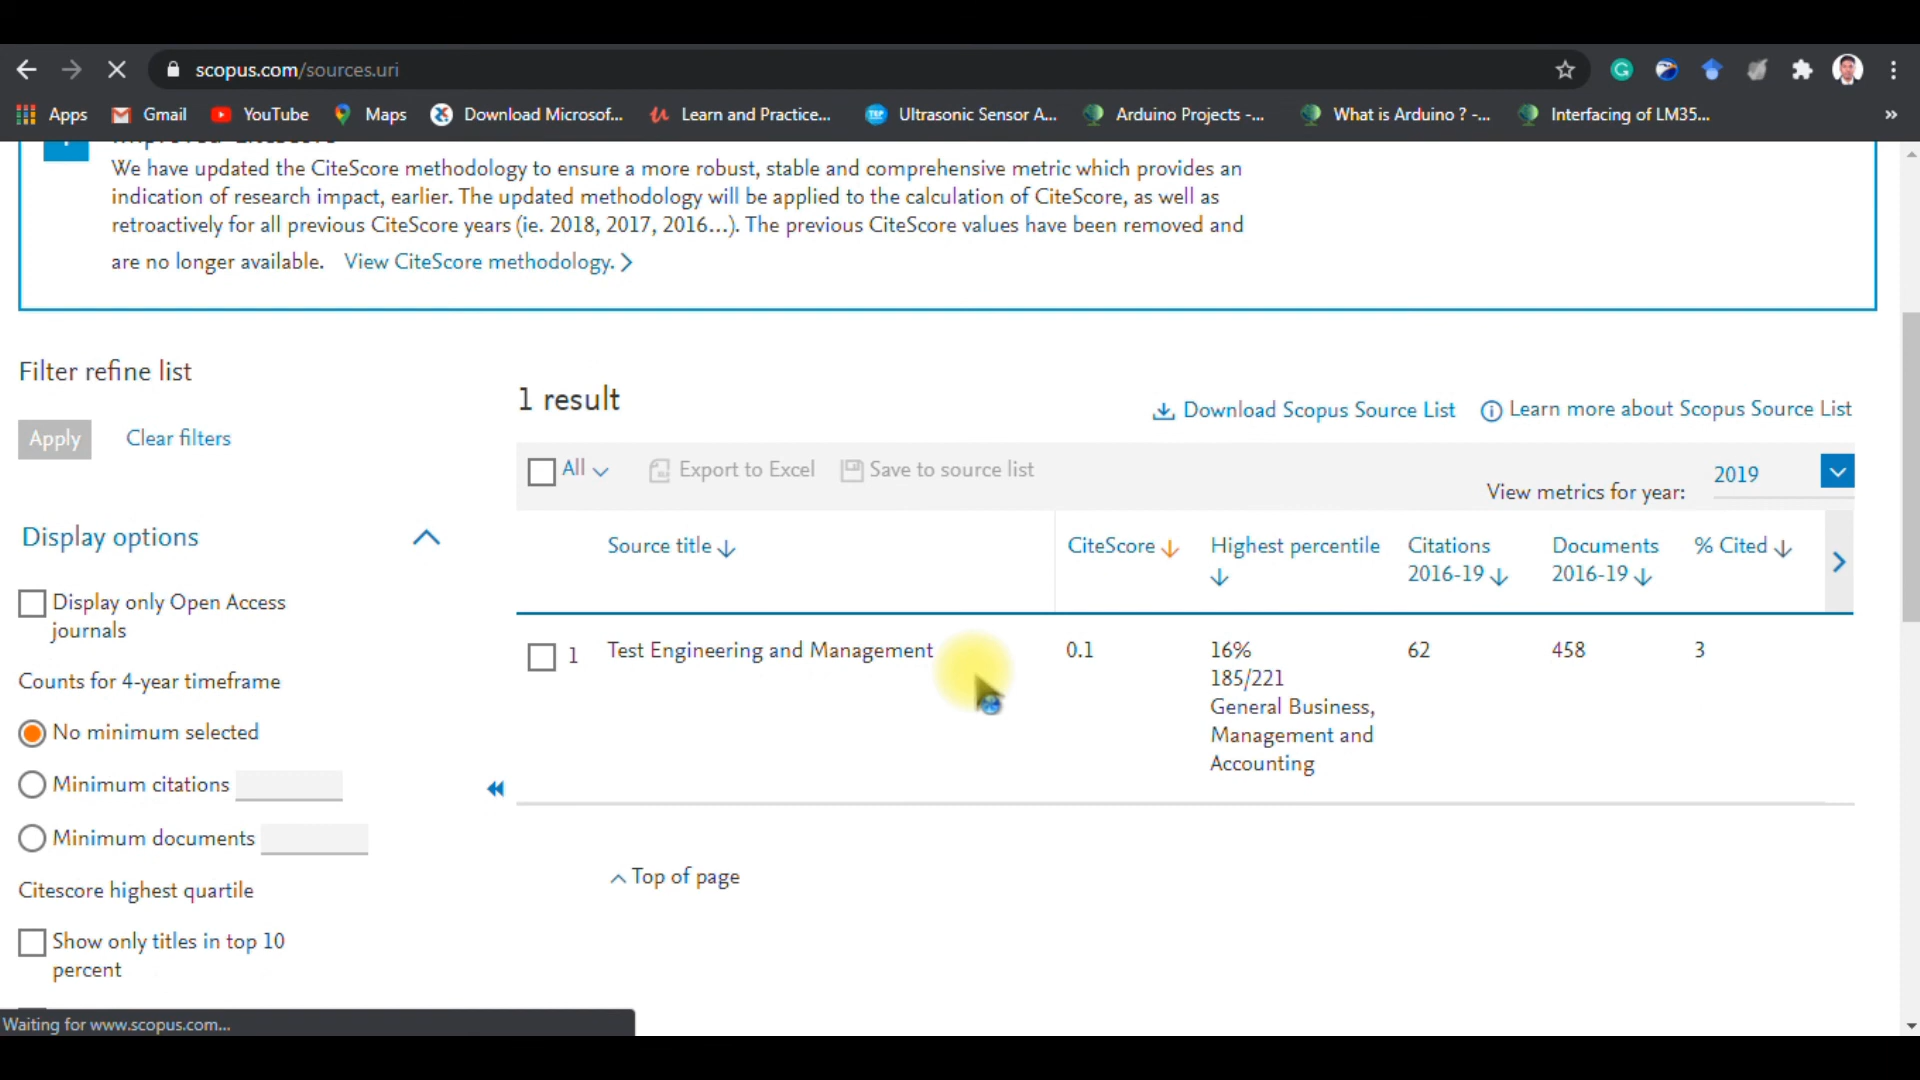 scopus.com/sources.uri
Apps Gmail YouTube Maps Download Microsof... Learn and Practice... Ultrasonic Sensor A... Arduino Projects -... What is Arduino ? -... Interfacing of LM35... »
We have updated the CiteScore methodology to ensure a more robust, stable and comprehensive metric which provides an
indication of research impact, earlier. The updated methodology will be applied to the calculation of CiteScore, as well as
retroactively for all previous CiteScore years (ie. 2018, 2017, 2016...). The previous CiteScore values have been removed and
are no longer available. View CiteScore methodology. >
Filter refine list
Apply Clear filters
Display options
Display only Open Access
journals
Counts for 4-year timeframe
No minimum selected
Minimum citations
Minimum documents
Citescore highest quartile
Show only titles in top 10
percent
1 result
Download Scopus Source List Learn more about Scopus Source List
All Export to Excel Save to source list
View metrics for year: 2019
Source title CiteScore Highest percentile Citations
2016-19 Documents
2016-19 % Cited
1 Test Engineering and Management 0.1 16%
185/221
General Business,
Management and
Accounting 62 458 3
Top of page
Waiting for www.scopus.com...